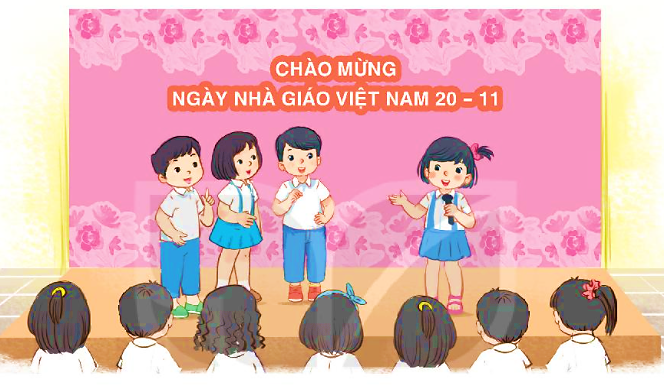 CHÀO MỪNG
NGÀY NHÀ GIÁO VIỆT NAM 20 – 11